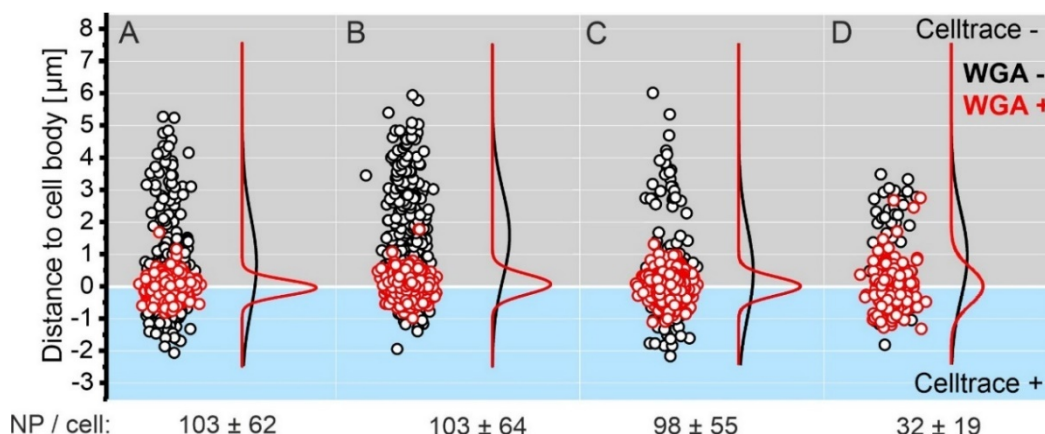 A B C D
Celltrace -
WGA -
WGA +
Distance to cell body [µm]
8
7
6
5
4
3
2
1
0
-1
-2
-3
Celltrace +
NP / cell: 103 ± 62 103 ± 64 98 ± 55 32 ± 19